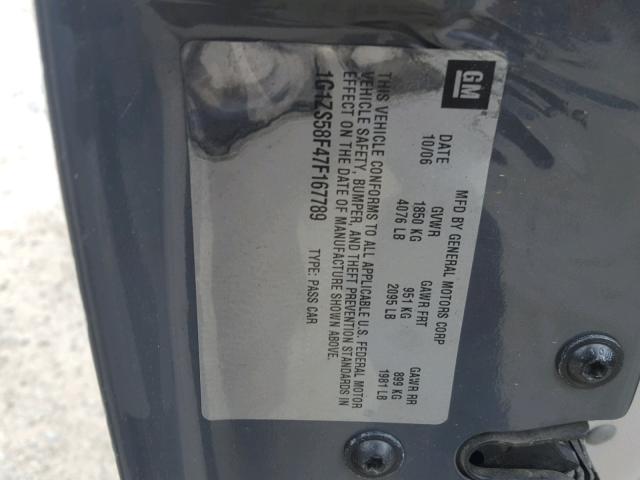 GM
MFD BY GENERAL MOTORS CORP
DATE GVWR GAWR FRT GAWR RR
10/06 1850 KG 951 KG 899 KG
4076 LB 2095 LB 1981 LB
THIS VEHICLE CONFORMS TO ALL APPLICABLE U.S. FEDERAL MOTOR
VEHICLE SAFETY, BUMPER, AND THEFT PREVENTION STANDARDS IN
EFFECT ON THE DATE OF MANUFACTURE SHOWN ABOVE.
1G1ZS58F47F167789 TYPE: PASS CAR